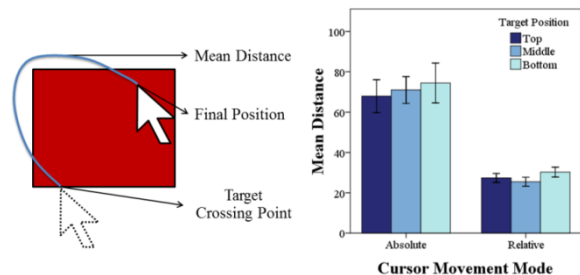 Mean Distance
Final Position
Target
Crossing Point
Target Position
Top
Middle
Bottom
Mean Distance
100
80
60
40
20
0
Absolute
Relative
Cursor Movement Mode